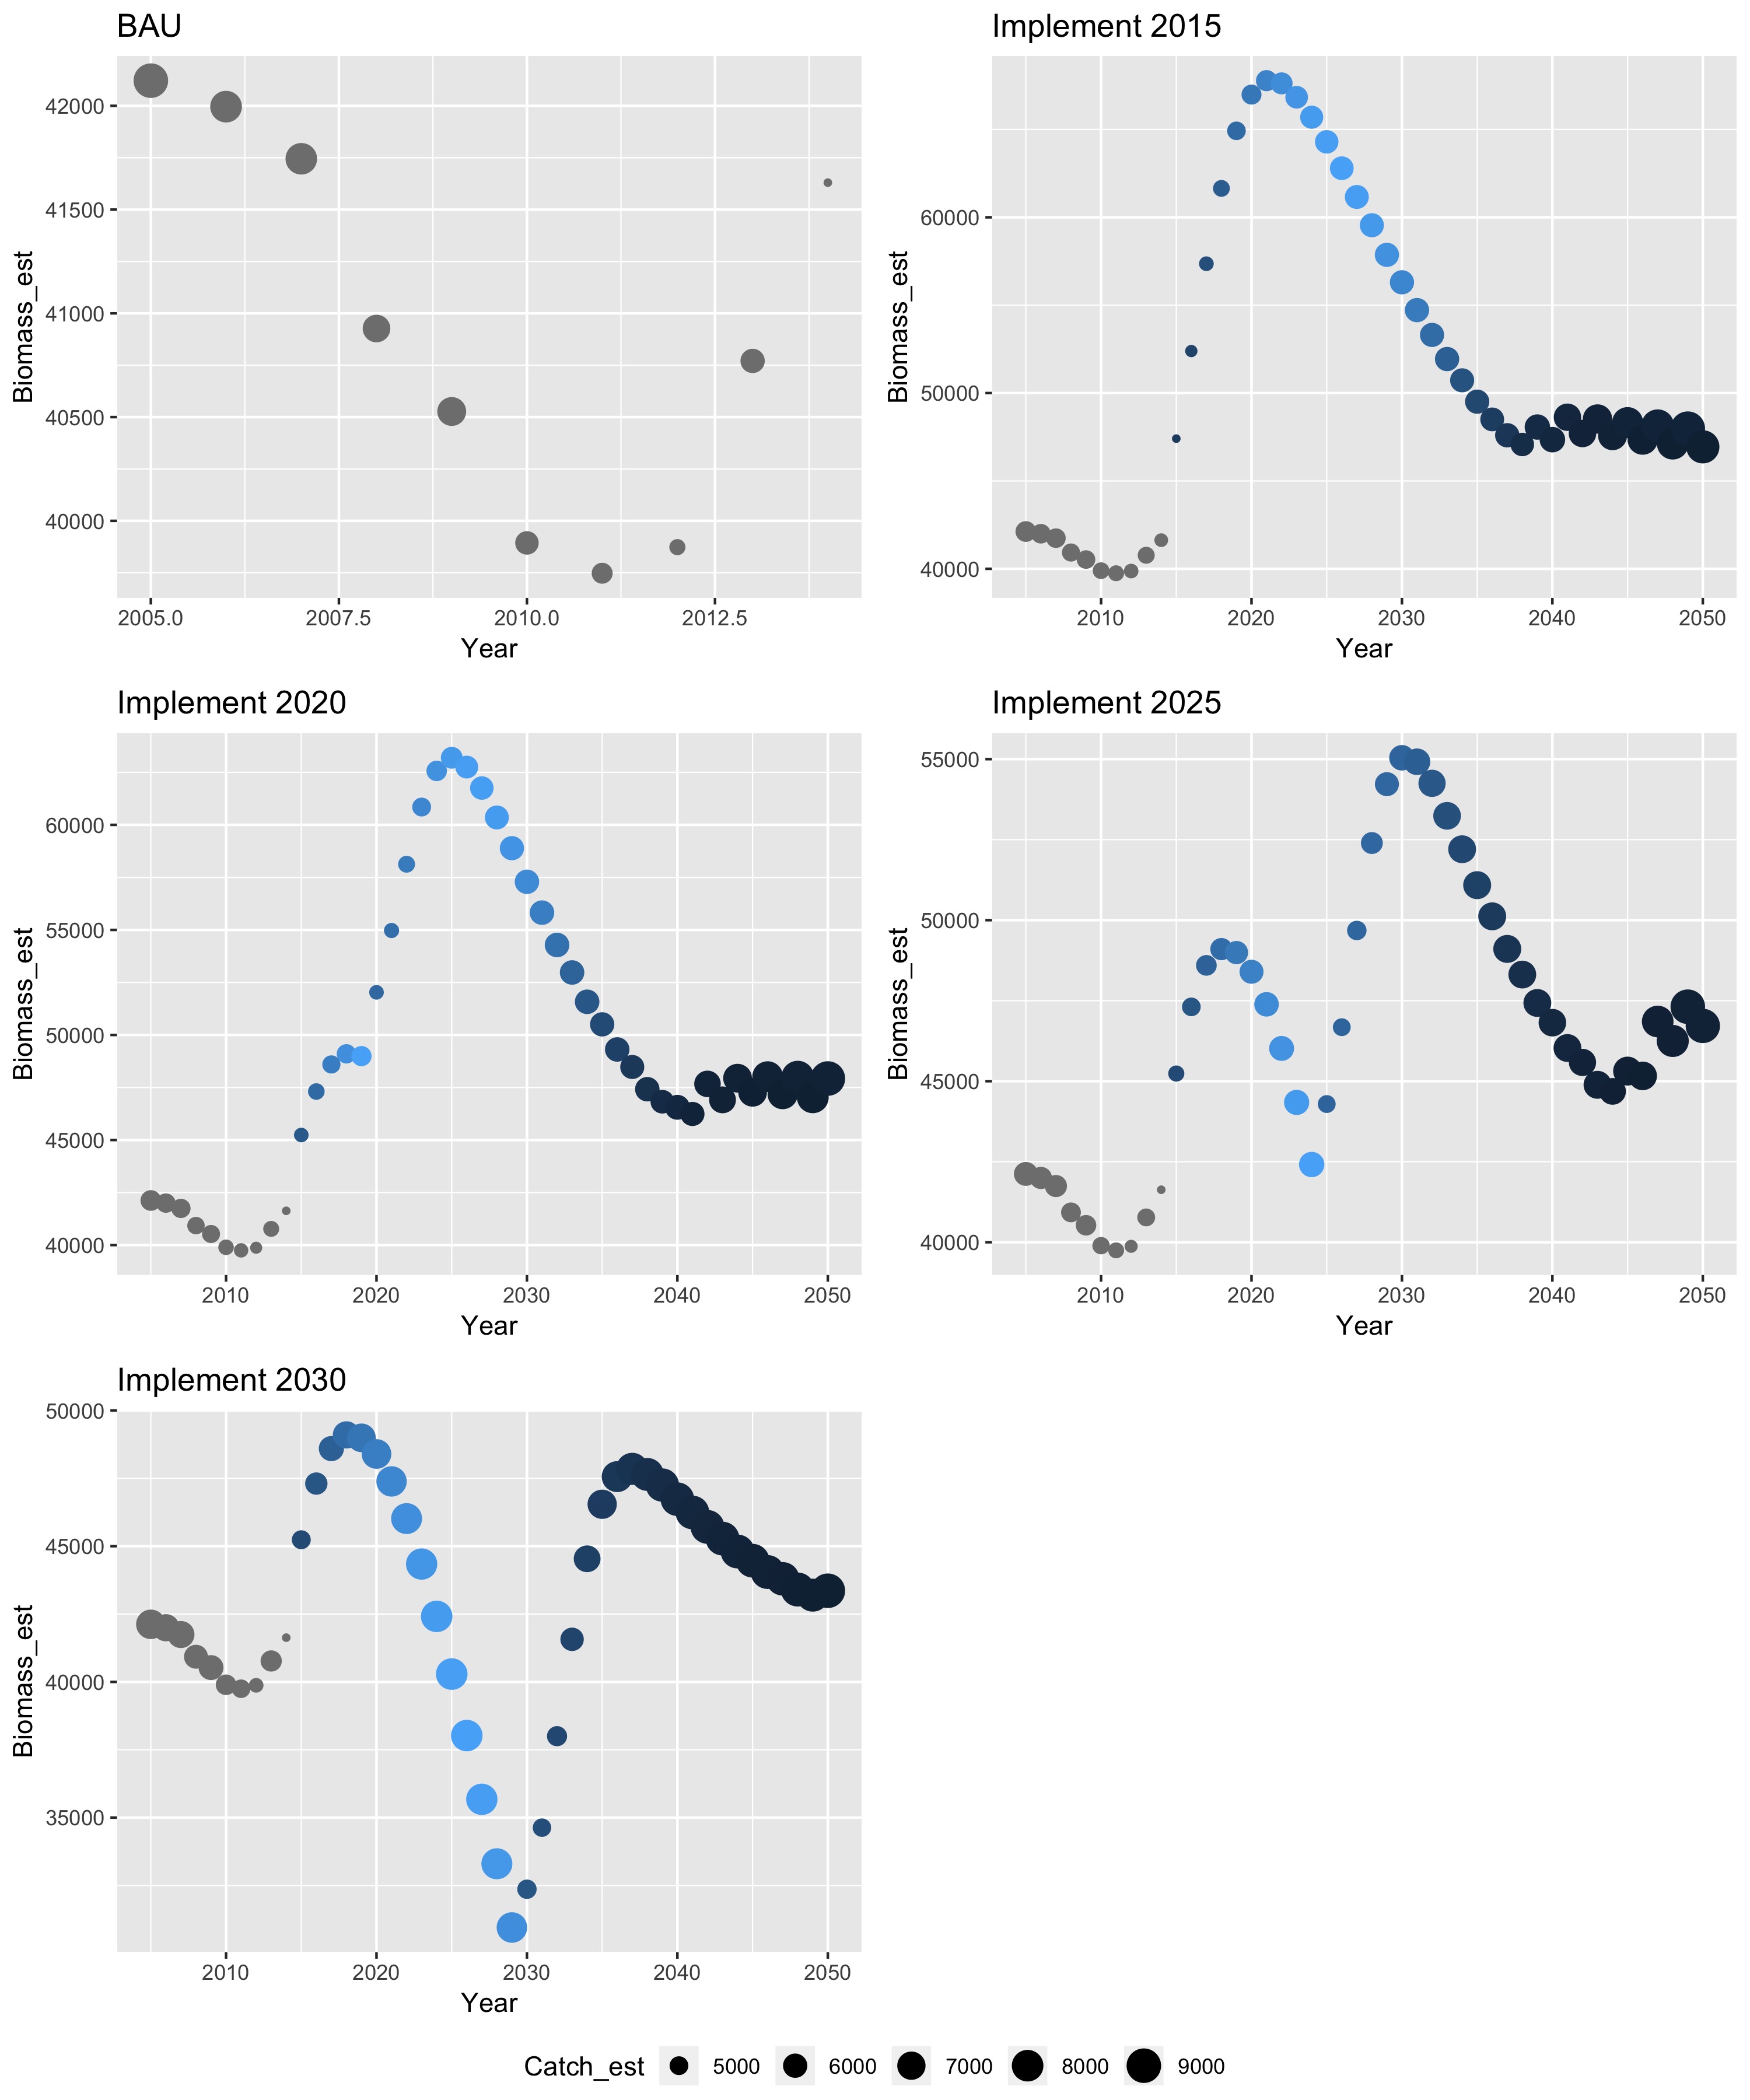 BAU
Biomass_est
42000
41500
41000
40500
40000
2005.0 2007.5 2010.0 2012.5
Year
Implement 2015
Biomass_est
60000
50000
40000
2010 2020 2030 2040 2050
Year
Implement 2020
Biomass_est
60000
55000
50000
45000
40000
2010 2020 2030 2040 2050
Year
Implement 2025
Biomass_est
55000
50000
45000
40000
2010 2020 2030 2040 2050
Year
Implement 2030
Biomass_est
50000
45000
40000
35000
2010 2020 2030 2040 2050
Year
Catch_est 5000 6000 7000 8000 9000